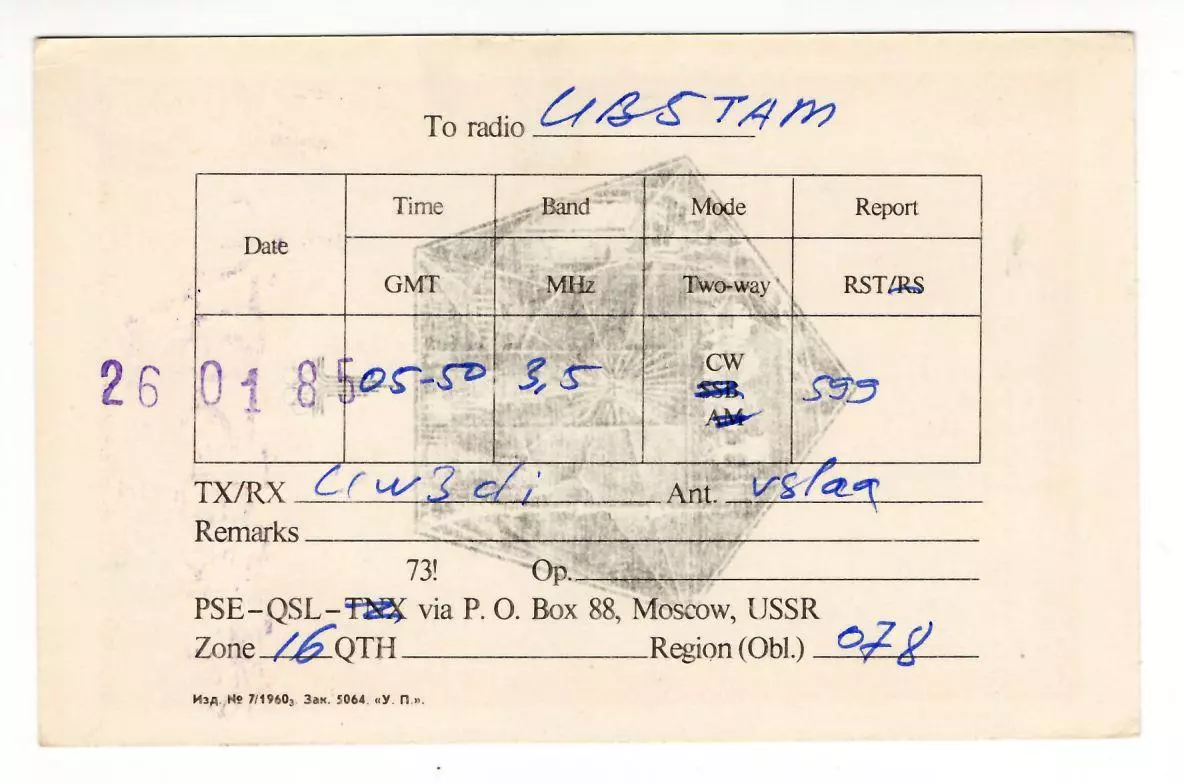 To radio UB5TAM
Date Time Band Mode Report
GMT MHz Two-way RST/RS
26 01 85 05-50 3,5 CW 599
SSB
AM
TX/RX UW3di Ant. vs1aa
Remarks
73! Op.
PSE-QSL-TNX via P. O. Box 88, Moscow, USSR
Zone 16 QTH Region (Obl.) 078
Изд. № 7/1960з Зак. 5064. «У. П.».